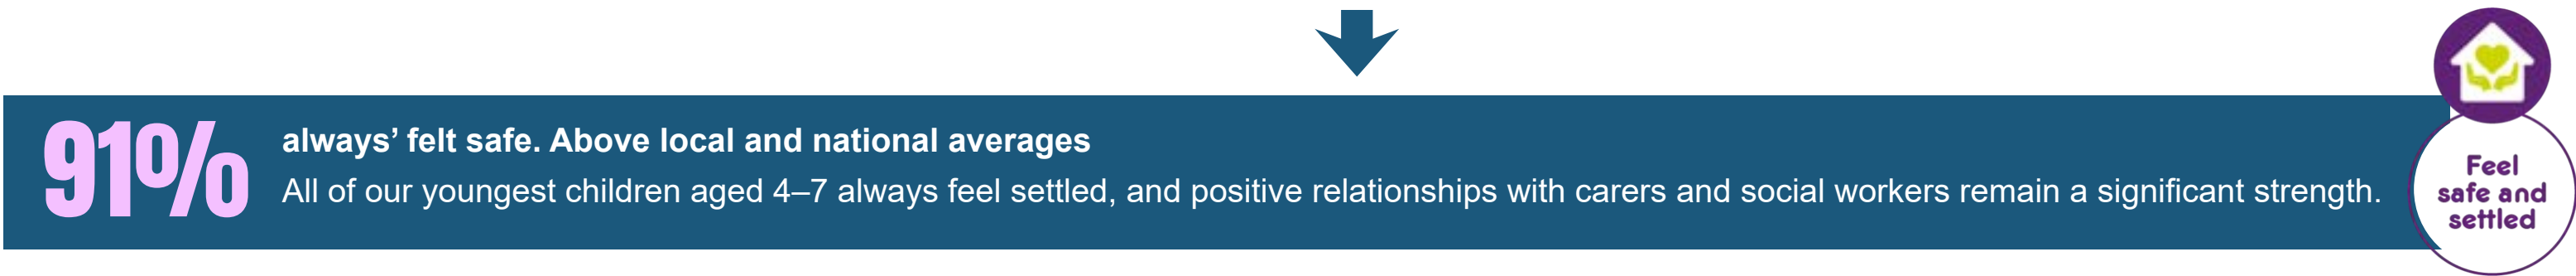 91%
always’ felt safe. Above local and national averages
All of our youngest children aged 4–7 always feel settled, and positive relationships with carers and social workers remain a significant strength.
Feel
safe and
settled